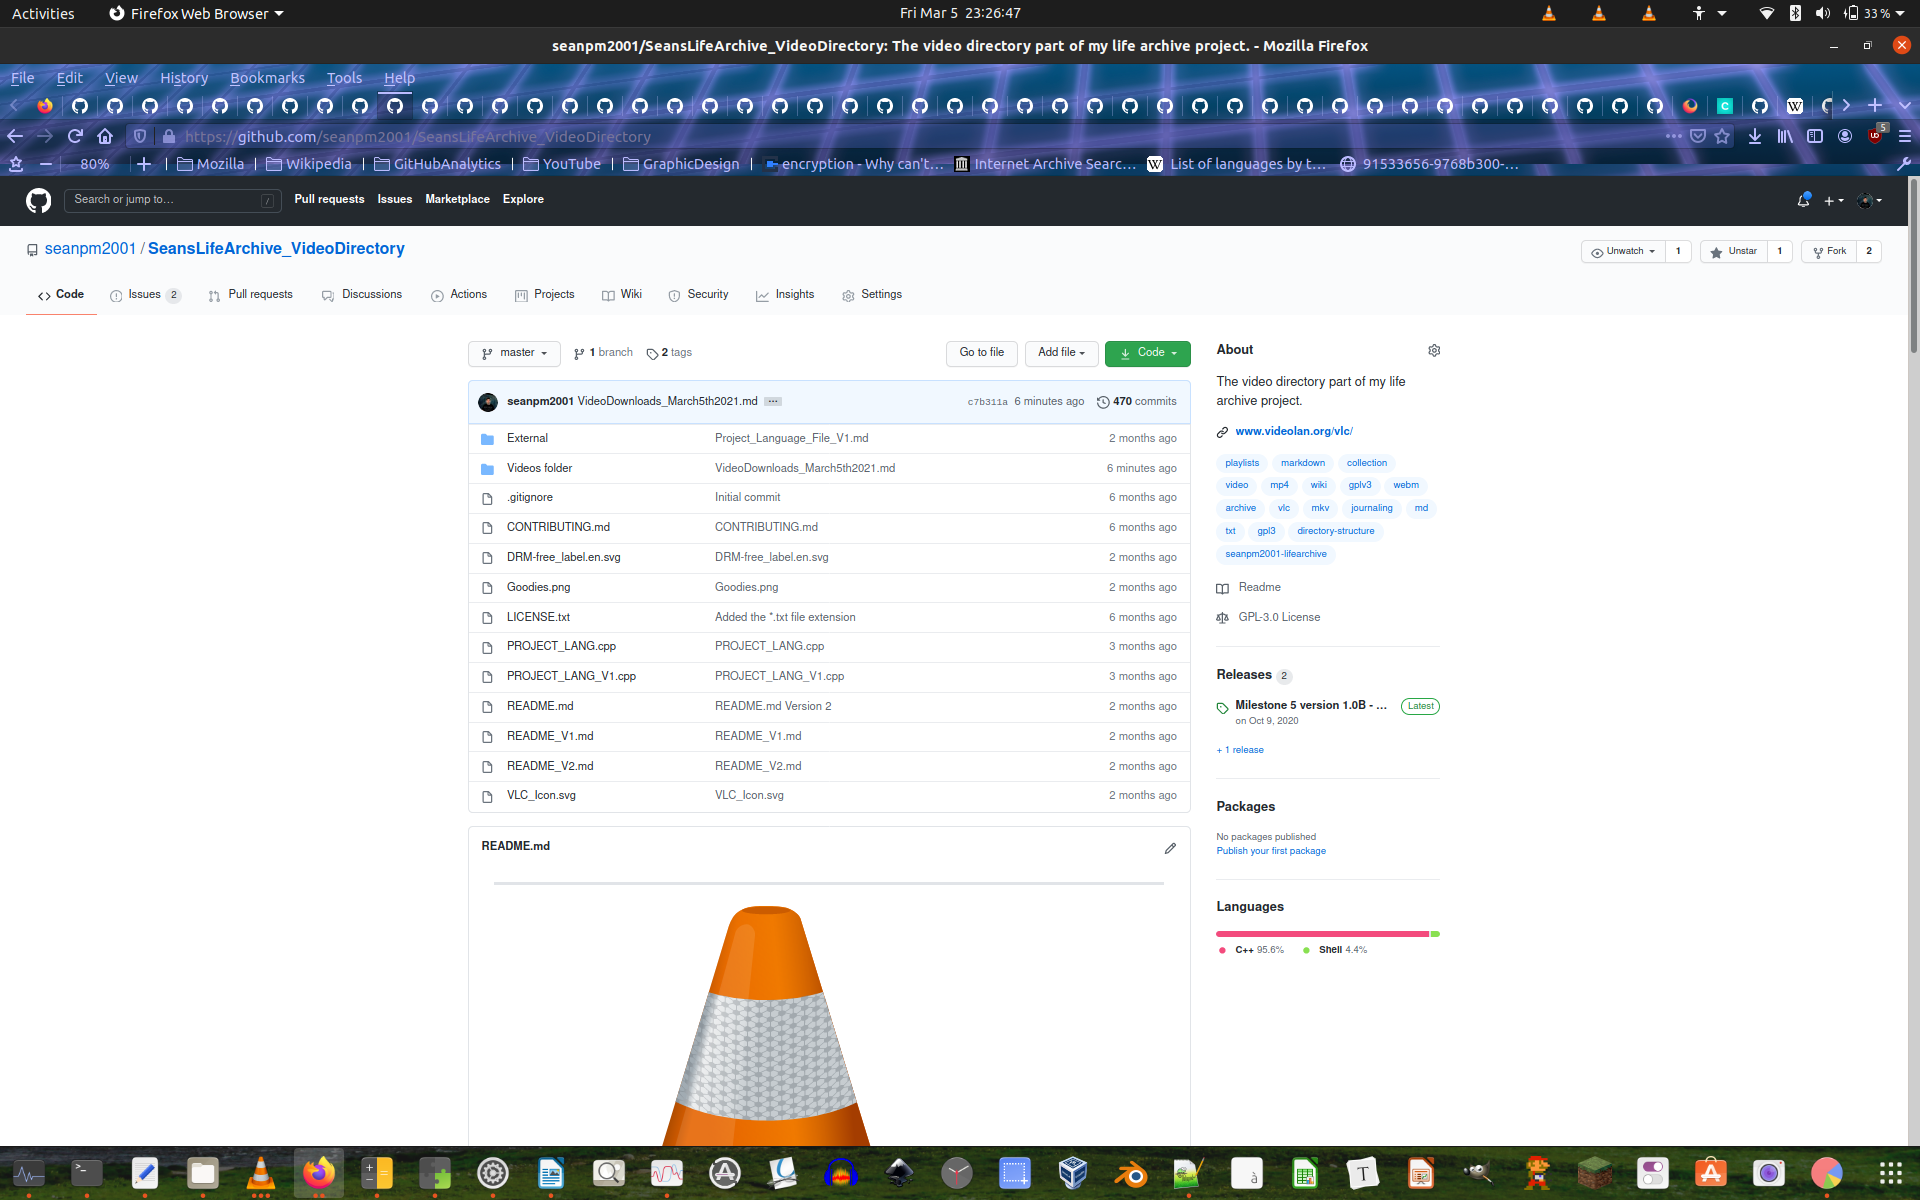 Activities Firefox Web Browser Fri Mar 5 23:26:47 33 %
seanpm2001/SeansLifeArchive_VideoDirectory: The video directory part of my life archive project. - Mozilla Firefox
File Edit View History Bookmarks Tools Help
https://github.com/seanpm2001/SeansLifeArchive_VideoDirectory 5
80% Mozilla Wikipedia GitHubAnalytics YouTube GraphicDesign encryption - Why can't… Internet Archive Searc… List of languages by t… 91533656-9768b300-…
Search or jump to… / Pull requests Issues Marketplace Explore
seanpm2001 / SeansLifeArchive_VideoDirectory Unwatch 1 Unstar 1 Fork 2
Code Issues 2 Pull requests Discussions Actions Projects Wiki Security Insights Settings
master 1 branch 2 tags Go to file Add file Code
seanpm2001 VideoDownloads_March5th2021.md ... c7b311a 6 minutes ago 470 commits
External Project_Language_File_V1.md 2 months ago
Videos folder VideoDownloads_March5th2021.md 6 minutes ago
.gitignore Initial commit 6 months ago
CONTRIBUTING.md CONTRIBUTING.md 6 months ago
DRM-free_label.en.svg DRM-free_label.en.svg 2 months ago
Goodies.png Goodies.png 2 months ago
LICENSE.txt Added the *.txt file extension 6 months ago
PROJECT_LANG.cpp PROJECT_LANG.cpp 3 months ago
PROJECT_LANG_V1.cpp PROJECT_LANG_V1.cpp 3 months ago
README.md README.md Version 2 2 months ago
README_V1.md README_V1.md 2 months ago
README_V2.md README_V2.md 2 months ago
VLC_Icon.svg VLC_Icon.svg 2 months ago
README.md
About
The video directory part of my life
archive project.
www.videolan.org/vlc/
playlists markdown collection
video mp4 wiki gplv3 webm
archive vlc mkv journaling md
txt gpl3 directory-structure
seanpm2001-lifearchive
Readme
GPL-3.0 License
Releases 2
Milestone 5 version 1.0B - ... Latest
on Oct 9, 2020
+ 1 release
Packages
No packages published
Publish your first package
Languages
C++ 95.6% Shell 4.4%